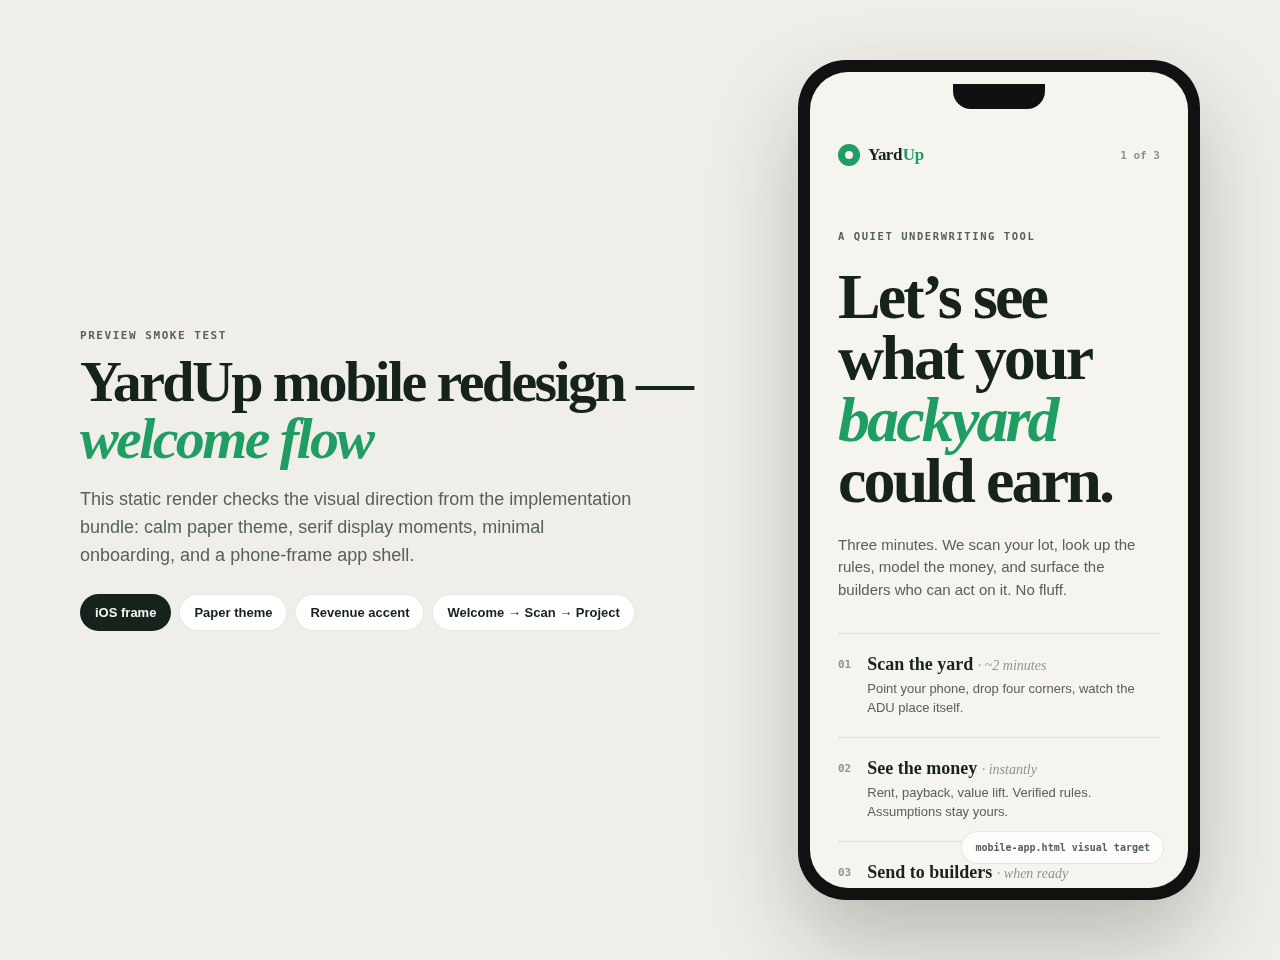 PREVIEW SMOKE TEST
YardUp mobile redesign —
welcome flow
This static render checks the visual direction from the implementation
bundle: calm paper theme, serif display moments, minimal
onboarding, and a phone-frame app shell.
iOS frame
Paper theme
Revenue accent
Welcome → Scan → Project
YardUp
1 of 3
A QUIET UNDERWRITING TOOL
Let’s see
what your
backyard
could earn.
Three minutes. We scan your lot, look up the
rules, model the money, and surface the
builders who can act on it. No fluff.
01 Scan the yard · ~2 minutes
Point your phone, drop four corners, watch the
ADU place itself.
02 See the money · instantly
Rent, payback, value lift. Verified rules.
Assumptions stay yours.
mobile-app.html visual target
03 Send to builders · when ready